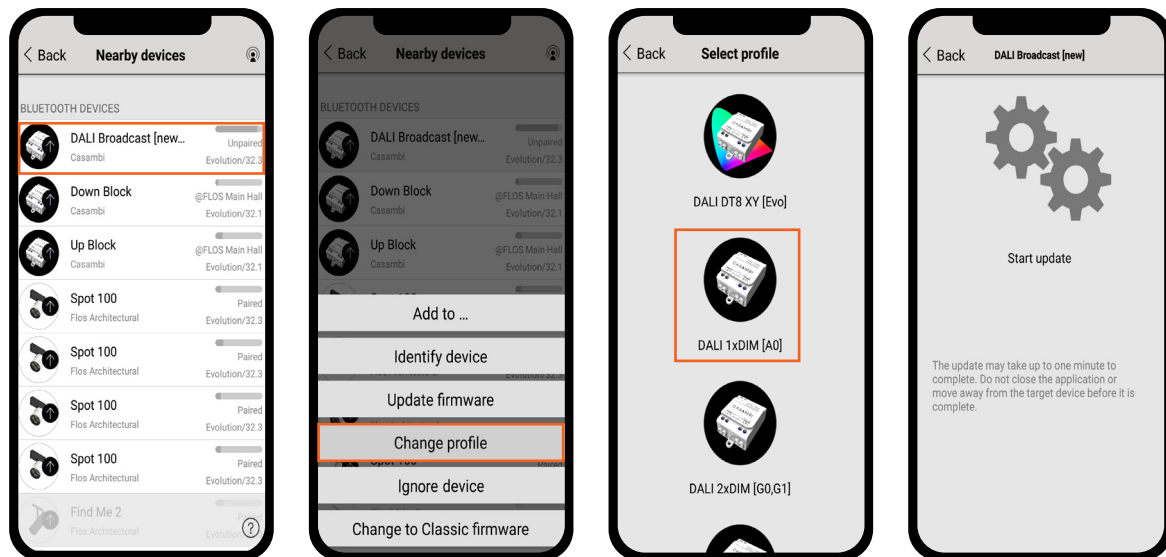 Back
Nearby devices
BLUETOOTH DEVICES
DALI Broadcast [new...
Unpaired
Casambi
Evolution/32.3
Down Block
@FLOS Main Hall
Casambi
Evolution/32.1
Up Block
@FLOS Main Hall
Casambi
Evolution/32.1
Spot 100
Paired
Flos Architectural
Evolution/32.3
Spot 100
Paired
Flos Architectural
Evolution/32.3
Spot 100
Paired
Flos Architectural
Evolution/32.3
Spot 100
Paired
Flos Architectural
Evolution/32.3
Find Me 2
Flos Architectural
?
Back
Nearby devices
BLUETOOTH DEVICES
DALI Broadcast [new...
Unpaired
Casambi
Evolution/32.3
Down Block
@FLOS Main Hall
Casambi
Evolution/32.1
Up Block
@FLOS Main Hall
Casambi
Evolution/32.1
Add to ...
Identify device
Update firmware
Change profile
Ignore device
Change to Classic firmware
Back
Select profile
DALI DT8 XY [Evo]
CASAMBI
DALI 1xDIM [A0]
CASAMBI
DALI 2xDIM [G0,G1]
Back
DALI Broadcast [new]
Start update
The update may take up to one minute to
complete. Do not close the application or
move away from the target device before it is
complete.